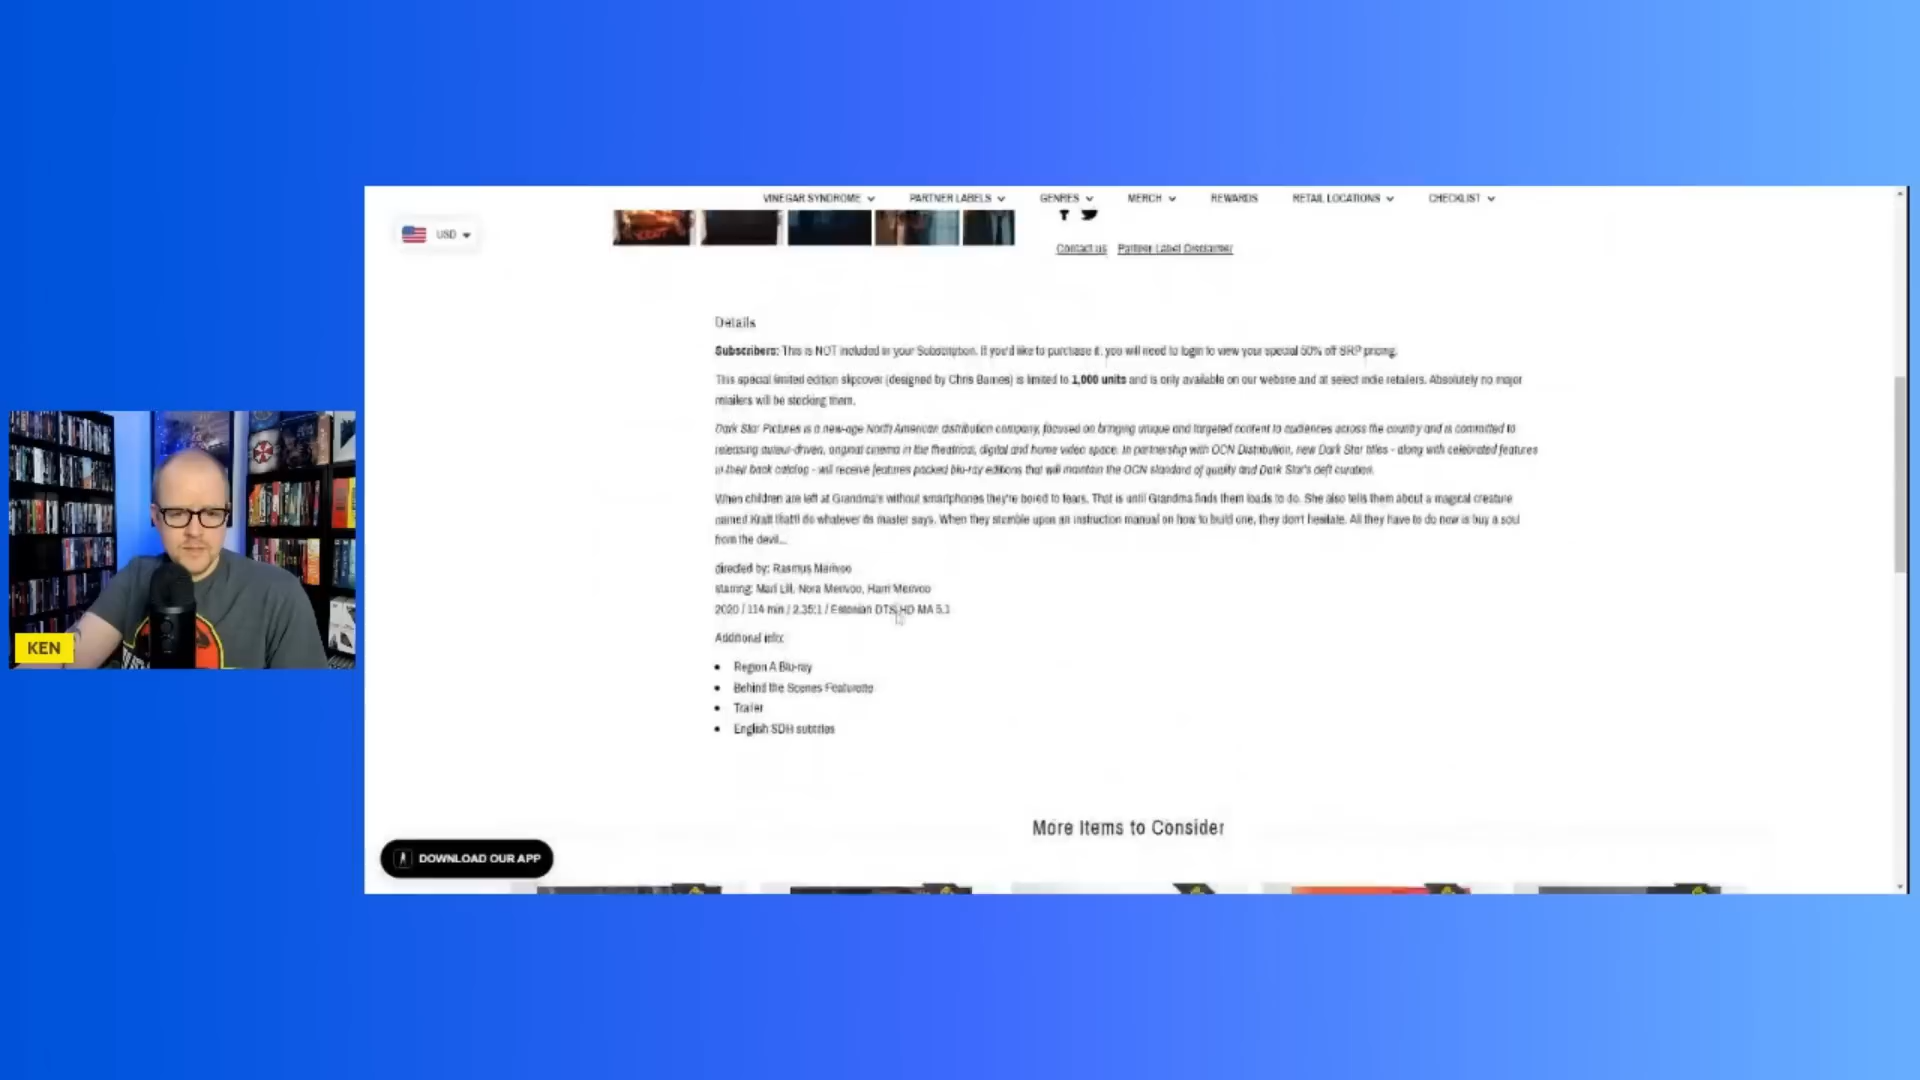 VINEGAR SYNDROME PARTNER LABELS GENRES MERCH REWARDS RETAIL LOCATIONS CHECKLIST
USD
Contact us Partner Label Disclaimer
Details
Subscribers: This is NOT included in your Subscription. If you'd like to purchase it, you will need to login to view your special 50% off SRP pricing.
This special limited edition slipcover (designed by Chris Barnes) is limited to 1,000 units and is only available on our website and at select indie retailers. Absolutely no major
retailers will be stocking them.
Dark Star Pictures is a new-age North American distribution company, focused on bringing unique and targeted content to audiences across the country and is committed to
releasing auteur-driven, original cinema in the theatrical, digital and home video space. In partnership with OCN Distribution, new Dark Star titles - along with celebrated features
in their back catalog - will receive features packed blu-ray editions that will maintain the OCN standard of quality and Dark Star's deft curation.
When children are left at Grandma's without smartphones they're bored to tears. That is until Grandma finds them loads to do. She also tells them about a magical creature
named Kratt that'll do whatever its master says. When they stumble upon an instruction manual on how to build one, they don't hesitate. All they have to do now is buy a soul
from the devil...
directed by: Rasmus Merivoo
starring: Mari Lill, Nora Merivoo, Harri Merivoo
2020 / 114 min / 2.35:1 / Estonian DTS-HD MA 5.1
Additional info:
• Region A Blu-ray
• Behind the Scenes Featurette
• Trailer
• English SDH subtitles
KEN
More Items to Consider
DOWNLOAD OUR APP